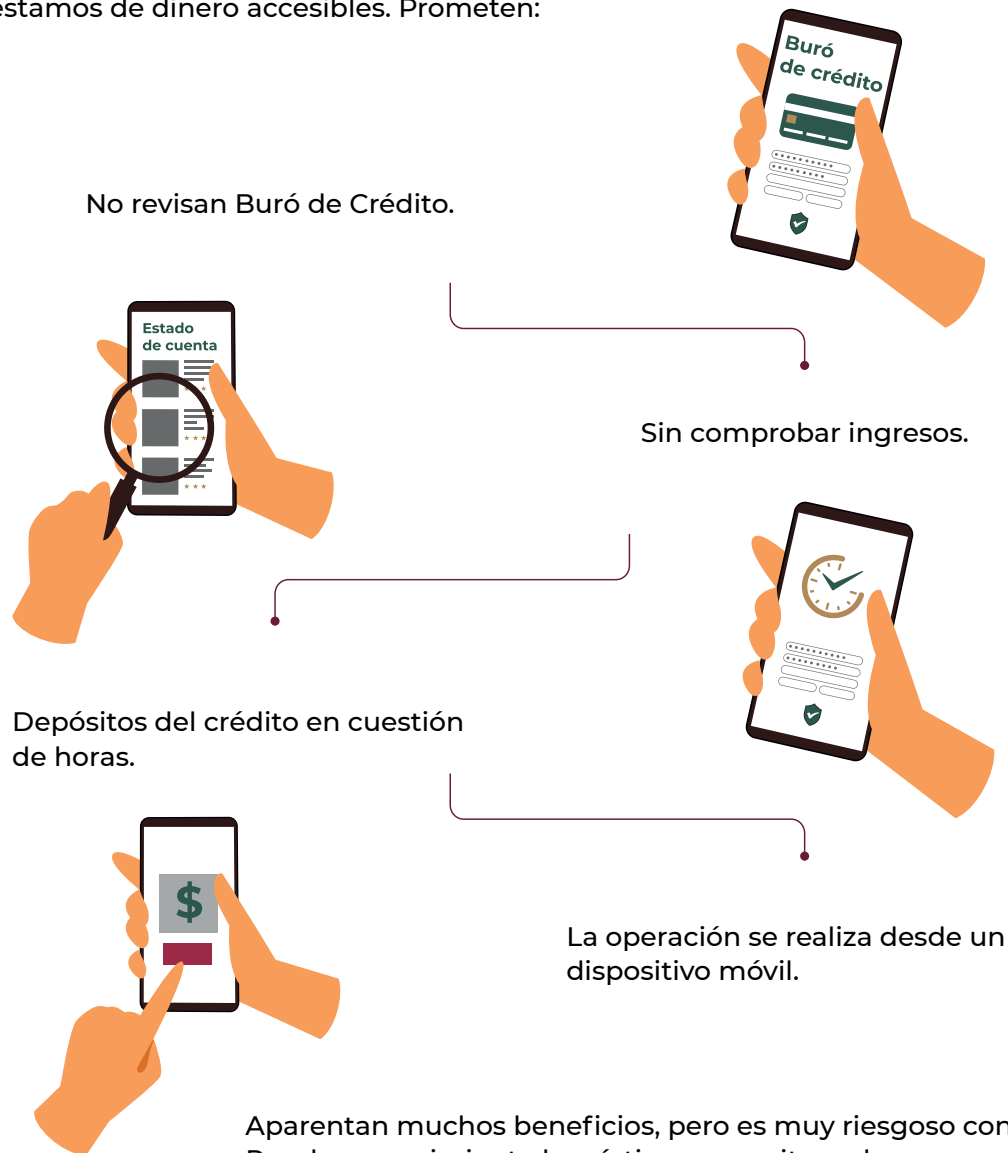 éstamos de dinero accesibles. Prometen:
Buró
de crédito
No revisan Buró de Crédito.
Estado
de cuenta
Sin comprobar ingresos.
Depósitos del crédito en cuestión
de horas.
$
La operación se realiza desde un
dispositivo móvil.
Aparentan muchos beneficios, pero es muy riesgoso con